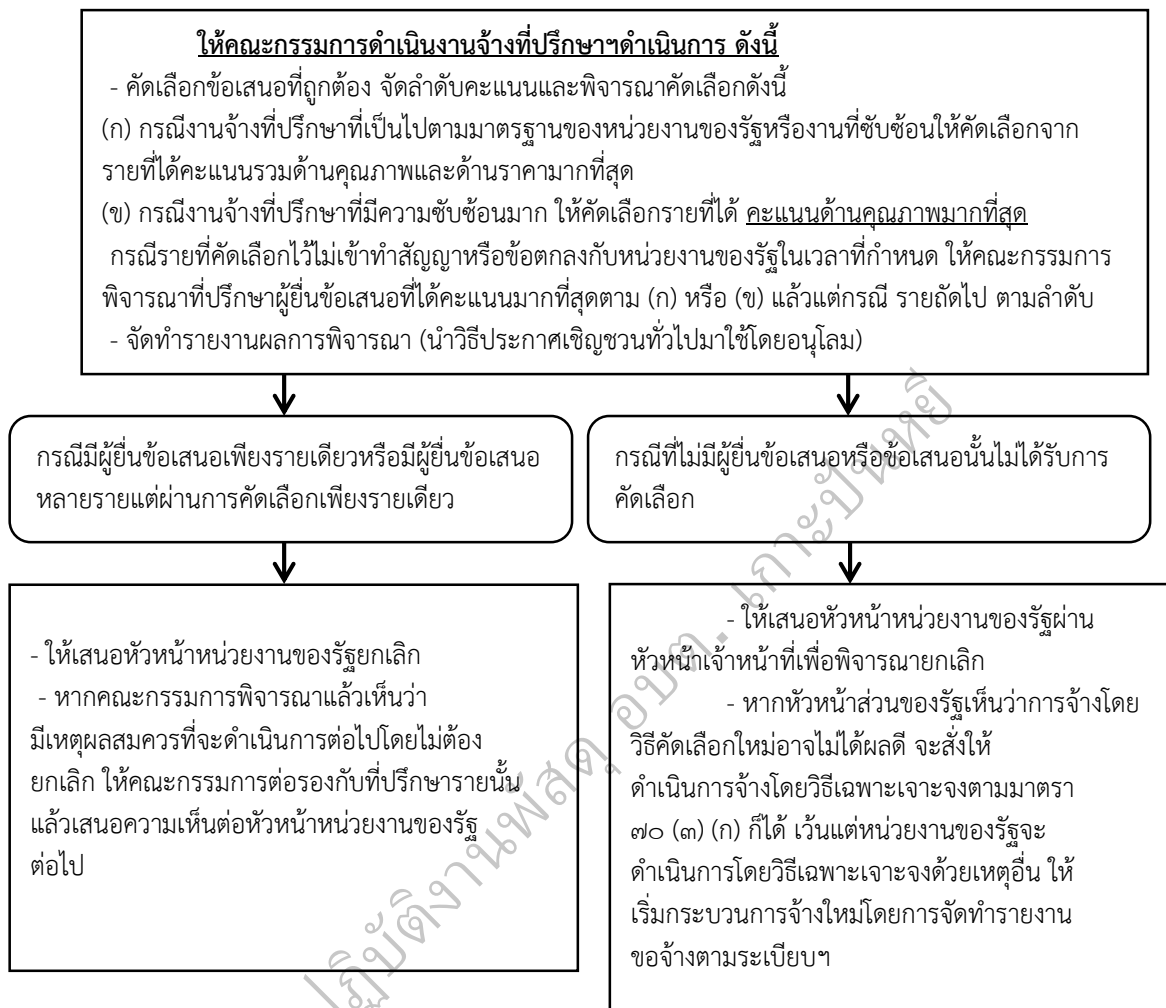 ให้คณะกรรมการดำเนินงานจ้างที่ปรึกษาฯดำเนินการ ดังนี้
- คัดเลือกข้อเสนอที่ถูกต้อง จัดลำดับคะแนนและพิจารณาคัดเลือกดังนี้
(ก) กรณีงานจ้างที่ปรึกษาที่เป็นไปตามมาตรฐานของหน่วยงานของรัฐหรืองานที่ซับซ้อนให้คัดเลือกจาก
รายที่ได้คะแนนรวมด้านคุณภาพและด้านราคามากที่สุด
(ข) กรณีงานจ้างที่ปรึกษาที่มีความซับซ้อนมาก ให้คัดเลือกรายที่ได้ คะแนนด้านคุณภาพมากที่สุด
กรณีรายที่คัดเลือกไว้ไม่เข้าทำสัญญาหรือข้อตกลงกับหน่วยงานของรัฐในเวลาที่กำหนด ให้คณะกรรมการ
พิจารณาที่ปรึกษาผู้ยื่นข้อเสนอที่ได้คะแนนมากที่สุดตาม (ก) หรือ (ข) แล้วแต่กรณี รายถัดไป ตามลำดับ
- จัดทำรายงานผลการพิจารณา (นำวิธีประกาศเชิญชวนทั่วไปมาใช้โดยอนุโลม)
กรณีมีผู้ยื่นข้อเสนอเพียงรายเดียวหรือมีผู้ยื่นข้อเสนอ
หลายรายแต่ผ่านการคัดเลือกเพียงรายเดียว
กรณีที่ไม่มีผู้ยื่นข้อเสนอหรือข้อเสนอนั้นไม่ได้รับการ
คัดเลือก
- ให้เสนอหัวหน้าหน่วยงานของรัฐยกเลิก
- หากคณะกรรมการพิจารณาแล้วเห็นว่า
มีเหตุผลสมควรที่จะดำเนินการต่อไปโดยไม่ต้อง
ยกเลิก ให้คณะกรรมการต่อรองกับที่ปรึกษารายนั้น
แล้วเสนอความเห็นต่อหัวหน้าหน่วยงานของรัฐ
ต่อไป
- ให้เสนอหัวหน้าหน่วยงานของรัฐผ่าน
หัวหน้าเจ้าหน้าที่เพื่อพิจารณายกเลิก
- หากหัวหน้าส่วนของรัฐเห็นว่าการจ้างโดย
วิธีคัดเลือกใหม่อาจไม่ได้ผลดี จะสั่งให้
ดำเนินการจ้างโดยวิธีเฉพาะเจาะจงตามมาตรา
๗๐ (๓) (ก) ก็ได้ เว้นแต่หน่วยงานของรัฐจะ
ดำเนินการโดยวิธีเฉพาะเจาะจงด้วยเหตุอื่น ให้
เริ่มกระบวนการจ้างใหม่โดยการจัดทำรายงาน
ขอจ้างตามระเบียบฯ
ปฏิบัติงานพัสดุ อบต. เกาะปันหยี